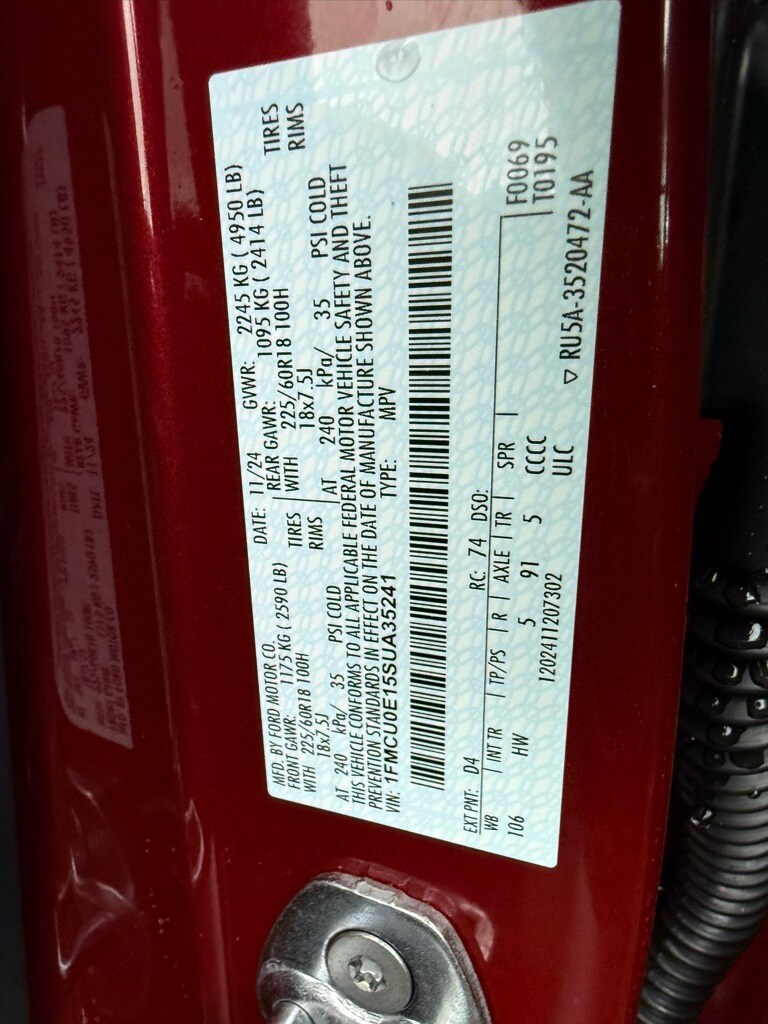 MFD. BY FORD MOTOR CO.
DATE: 11/24 GVWR: 2245 KG ( 4950 LB)
FRONT GAWR: 1175 KG ( 2590 LB) REAR GAWR: 1095 KG ( 2414 LB)
WITH 225/60R18 100H TIRES WITH 225/60R18 100H TIRES
18x7.5J RIMS 18x7.5J RIMS
AT 240 kPa/ 35 PSI COLD AT 240 kPa/ 35 PSI COLD
THIS VEHICLE CONFORMS TO ALL APPLICABLE FEDERAL MOTOR VEHICLE SAFETY AND THEFT
PREVENTION STANDARDS IN EFFECT ON THE DATE OF MANUFACTURE SHOWN ABOVE.
VIN: 1FMCU0E15SUA35241 TYPE: MPV
EXT PNT: D4 RC: 74 DSO: F0069
WB INT TR TP/PS R AXLE TR SPR T0195
106 HW 5 91 5 CCCC
1202411207302 ULC ▽ RU5A-3520472-AA